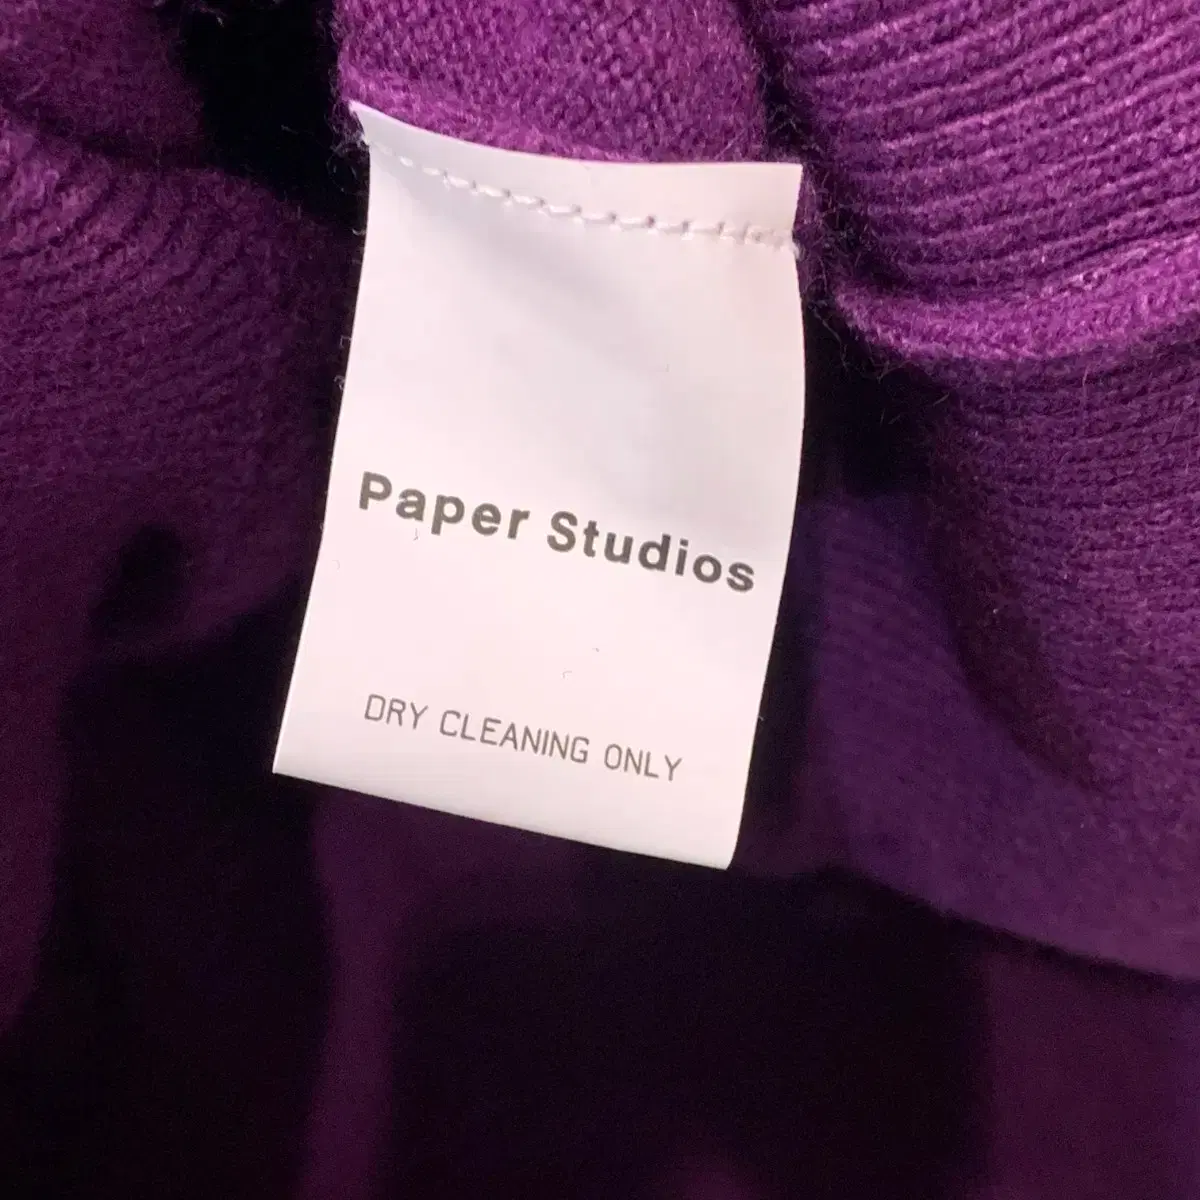 Paper Studios
DRY CLEANING ONLY